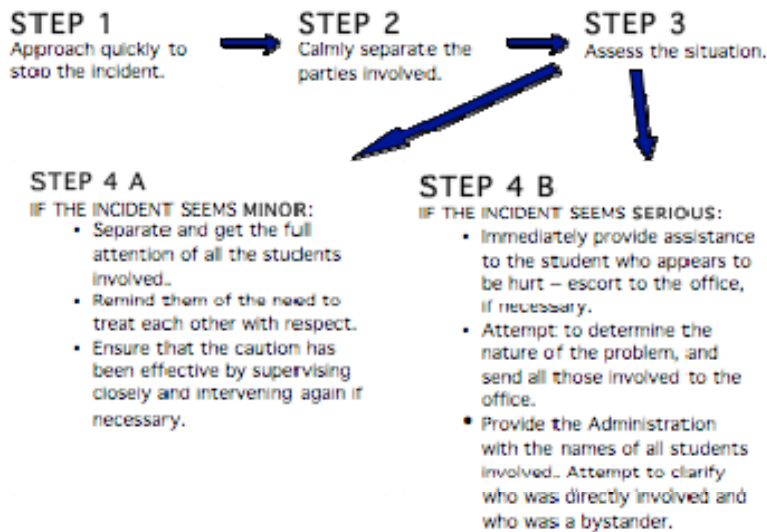 STEP 1
Approach quickly to
stop the incident.
STEP 2
Calmly separate the
parties involved.
STEP 3
Assess the situation.
STEP 4 A
IF THE INCIDENT SEEMS MINOR:
• Separate and get the full
attention of all the students
involved..
• Remind them of the need to
treat each other with respect.
• Ensure that the caution has
been effective by supervising
closely and intervening again if
necessary.
STEP 4 B
IF THE INCIDENT SEEMS SERIOUS:
• Immediately provide assistance
to the student who appears to
be hurt – escort to the office,
if necessary.
• Attempt to determine the
nature of the problem, and
send all those involved to the
office.
• Provide the Administration
with the names of all students
involved.. Attempt to clarify
who was directly involved and
who was a bystander.